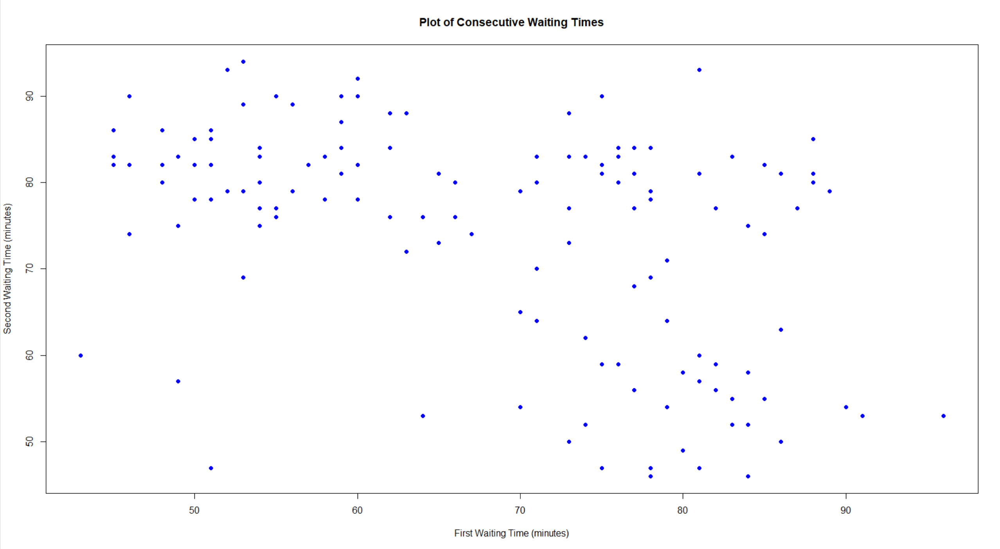 Plot of Consecutive Waiting Times
Second Waiting Time (minutes)
90
80
70
60
50
50 60 70 80 90
First Waiting Time (minutes)